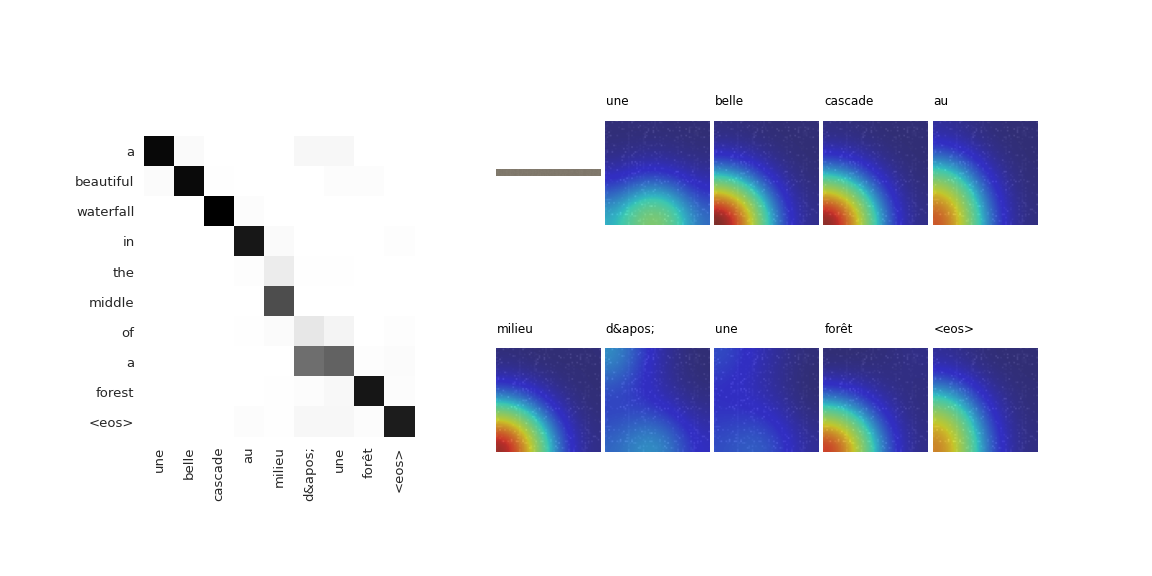 a
beautiful
waterfall
in
the
middle
of
a
forest
<eos>
une
belle
cascade
au
milieu
d&apos;
une
forêt
<eos>
une belle cascade au
milieu d&apos; une forêt <eos>